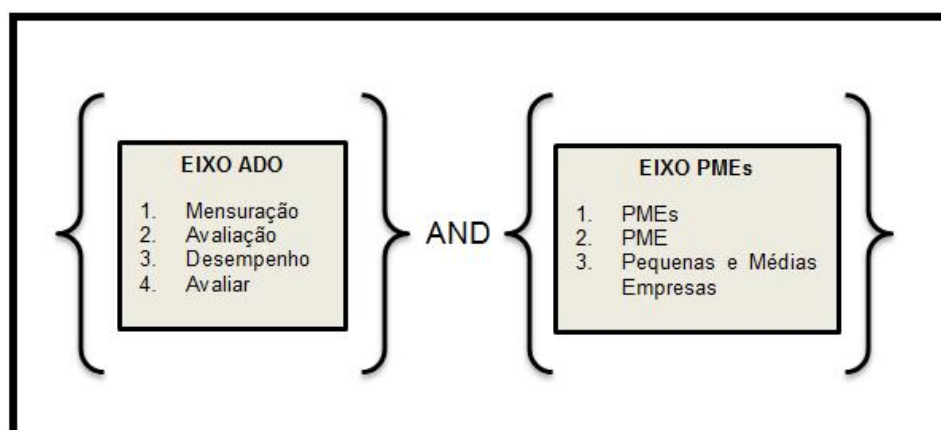 EIXO ADO
1. Mensuração
2. Avaliação
3. Desempenho
4. Avaliar
AND
EIXO PMEs
1. PMEs
2. PME
3. Pequenas e Médias
Empresas